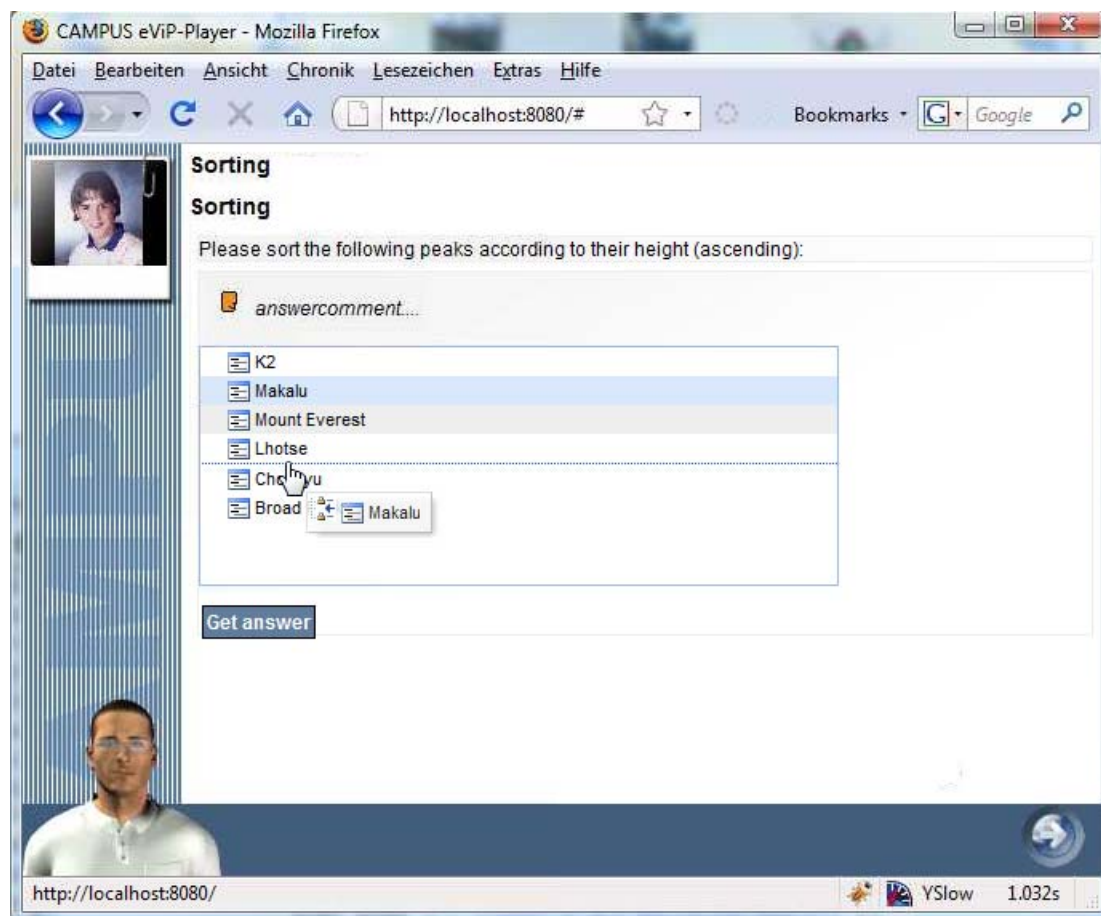 CAMPUS eViP-Player - Mozilla Firefox
Datei Bearbeiten Ansicht Chronik Lesezeichen Extras Hilfe
http://localhost:8080/# Bookmarks G Google
Sorting
Sorting
Please sort the following peaks according to their height (ascending):
answercomment....
K2
Makalu
Mount Everest
Lhotse
Broad
Makalu
Get answer
http://localhost:8080/ YSlow 1.032s